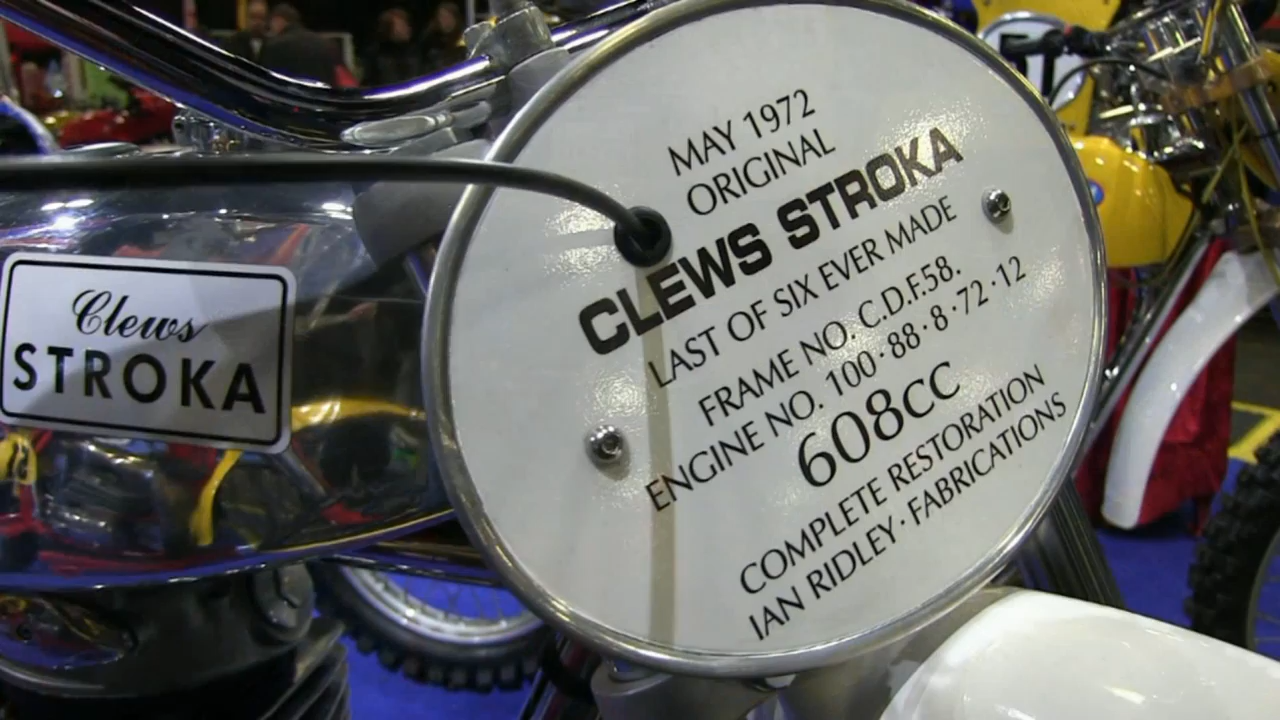 MAY 1972
ORIGINAL
CLEWS STROKA
LAST OF SIX EVER MADE
FRAME NO. C.D.F.58.
ENGINE NO. 100·88·8·72·12
608cc
COMPLETE RESTORATION
IAN RIDLEY·FABRICATIONS
Clews
STROKA